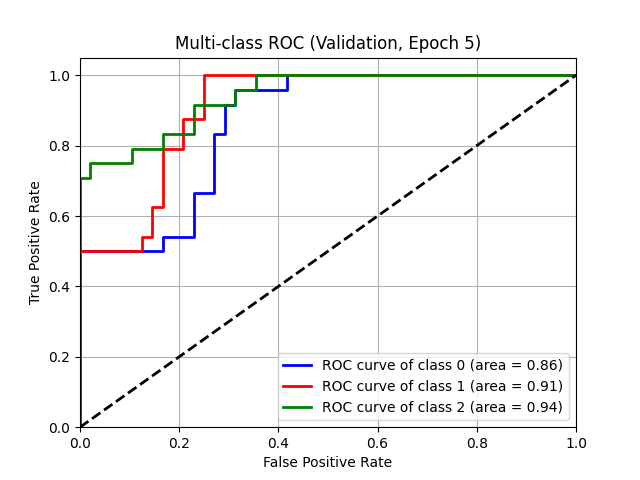 Multi-class ROC (Validation, Epoch 5)
True Positive Rate
1.0
0.8
0.6
0.4
0.2
0.0
ROC curve of class 0 (area = 0.86)
ROC curve of class 1 (area = 0.91)
ROC curve of class 2 (area = 0.94)
0.0 0.2 0.4 0.6 0.8 1.0
False Positive Rate